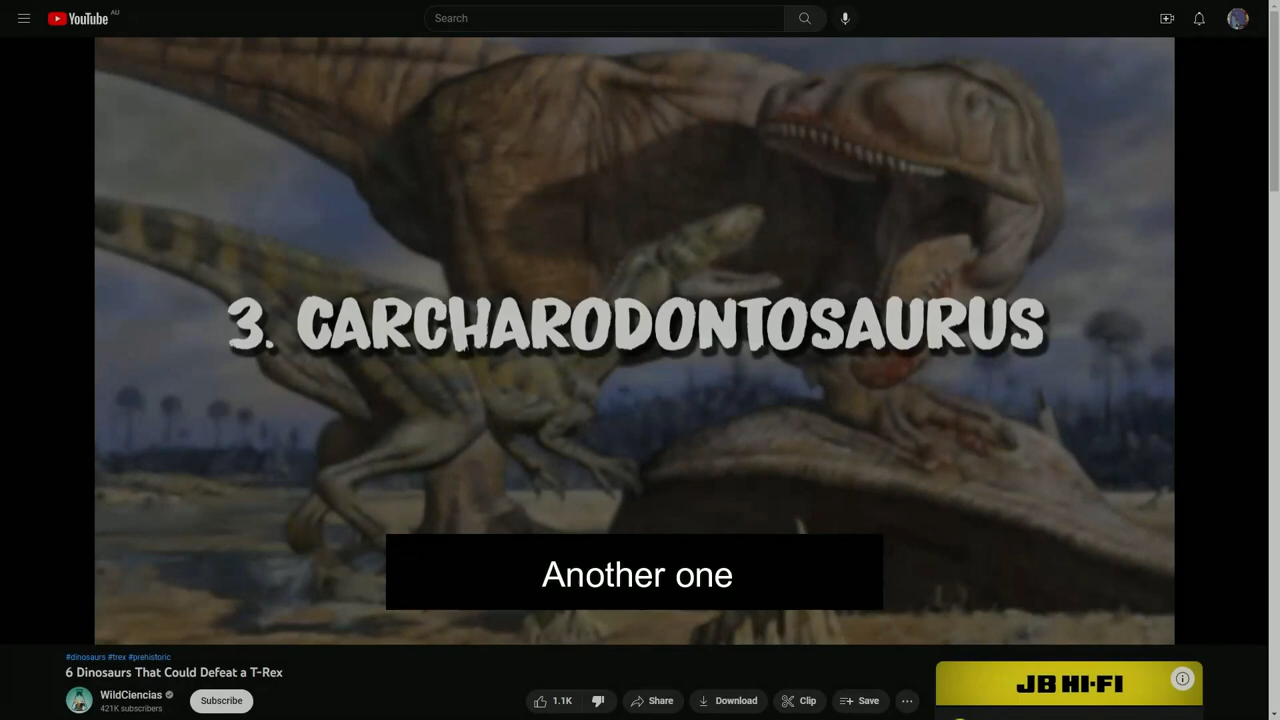 YouTube AU
Search
3. CARCHARODONTOSAURUS
Another one
#dinosaurs #trex #prehistoric
6 Dinosaurs That Could Defeat a T-Rex
WildCiencias
421K subscribers
Subscribe
1.1K
Share
Download
Clip
Save
JB HI-FI